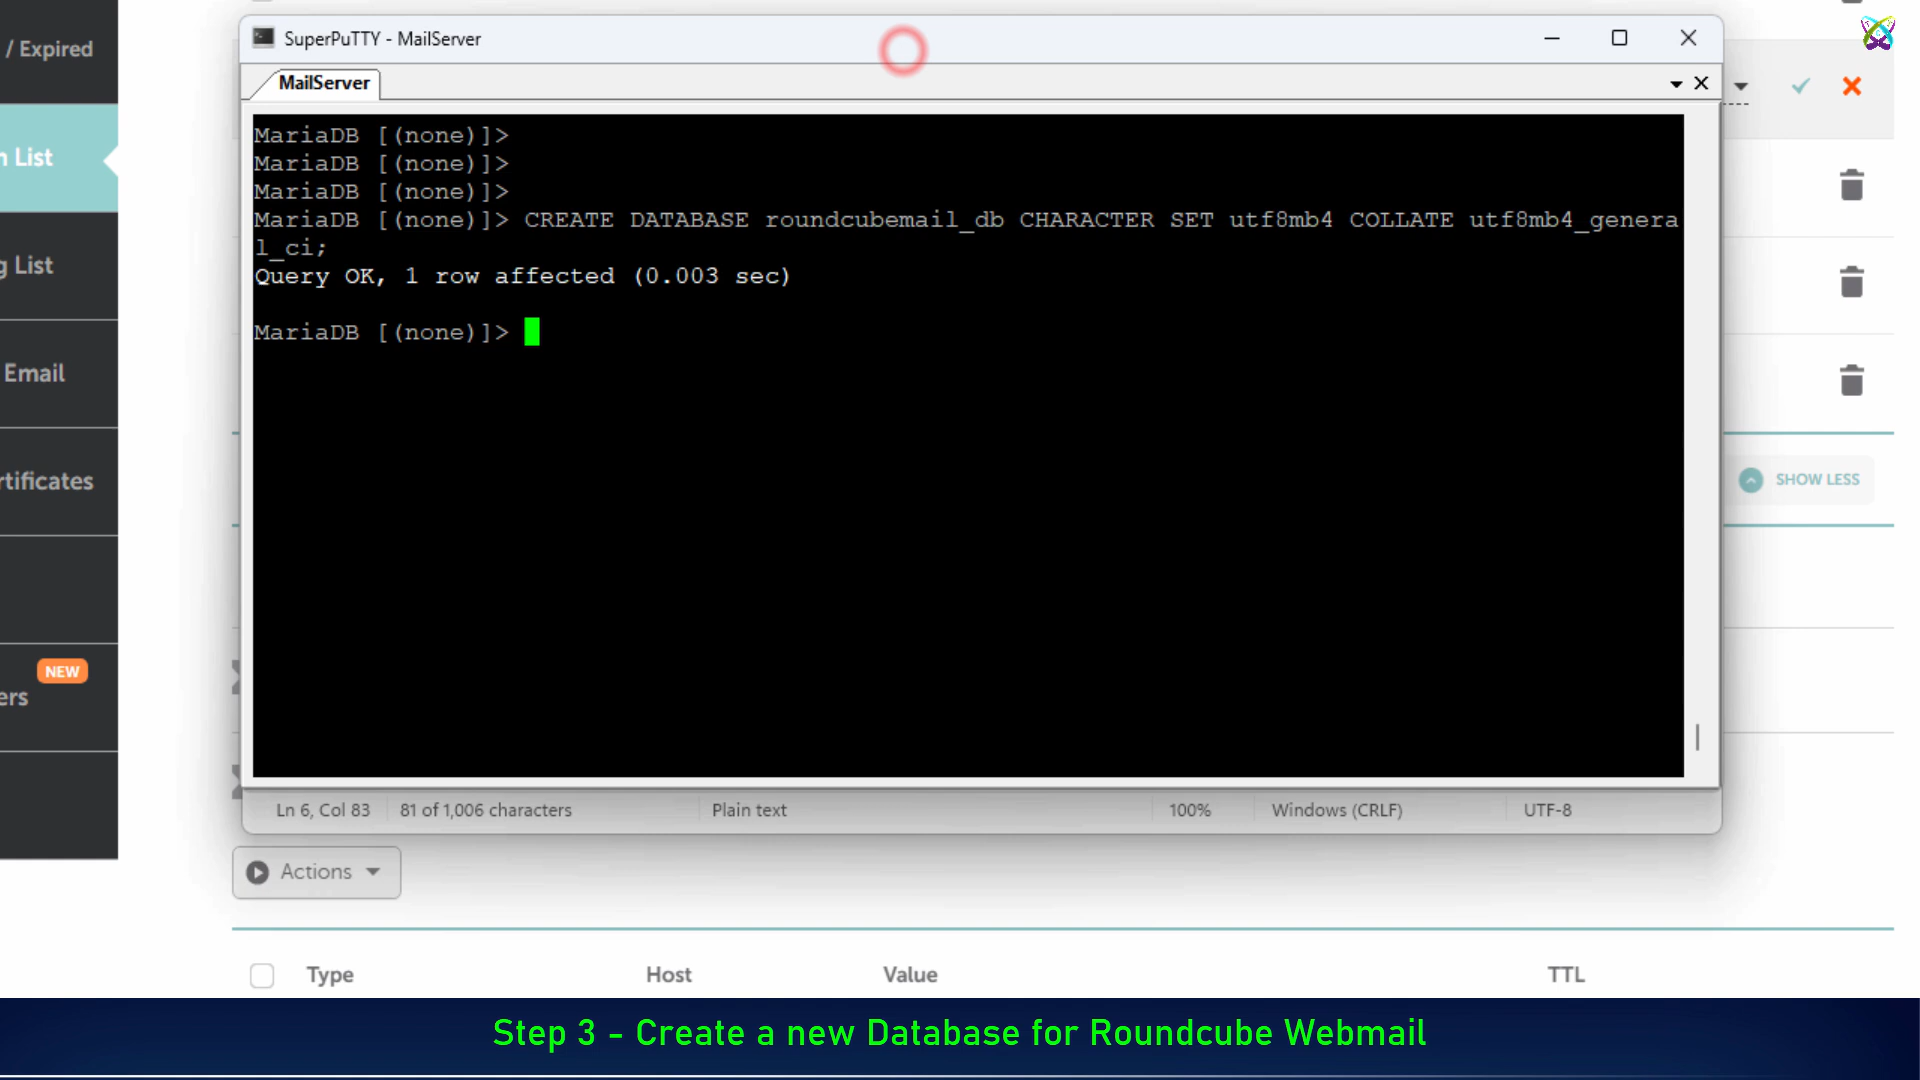 / Expired
n List
g List
Email
rtificates
NEW
ers
SuperPuTTY - MailServer
MailServer
MariaDB [(none)]>
MariaDB [(none)]>
MariaDB [(none)]>
MariaDB [(none)]> CREATE DATABASE roundcubemail_db CHARACTER SET utf8mb4 COLLATE utf8mb4_genera
l_ci;
Query OK, 1 row affected (0.003 sec)
MariaDB [(none)]>
SHOW LESS
Ln 6, Col 83
81 of 1,006 characters
Plain text
100%
Windows (CRLF)
UTF-8
Actions
Type
Host
Value
TTL
Step 3 - Create a new Database for Roundcube Webmail